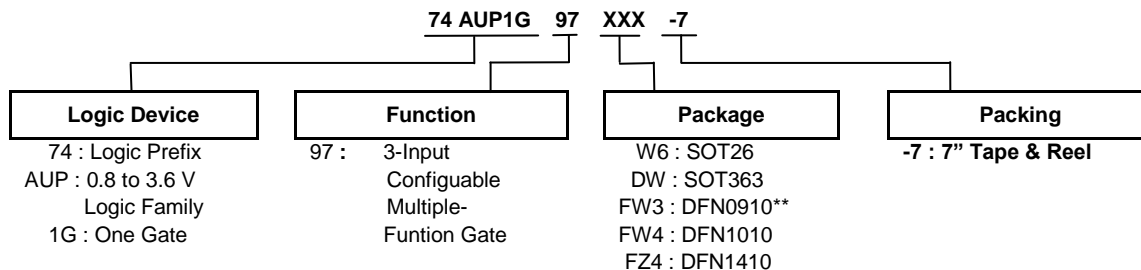 74 AUP1G 97 XXX -7
Logic Device
74 : Logic Prefix
AUP : 0.8 to 3.6 V
Logic Family
1G : One Gate
Function
97 : 3-Input
Configuable
Multiple-
Funtion Gate
Package
W6 : SOT26
DW : SOT363
FW3 : DFN0910**
FW4 : DFN1010
FZ4 : DFN1410
Packing
-7 : 7” Tape & Reel